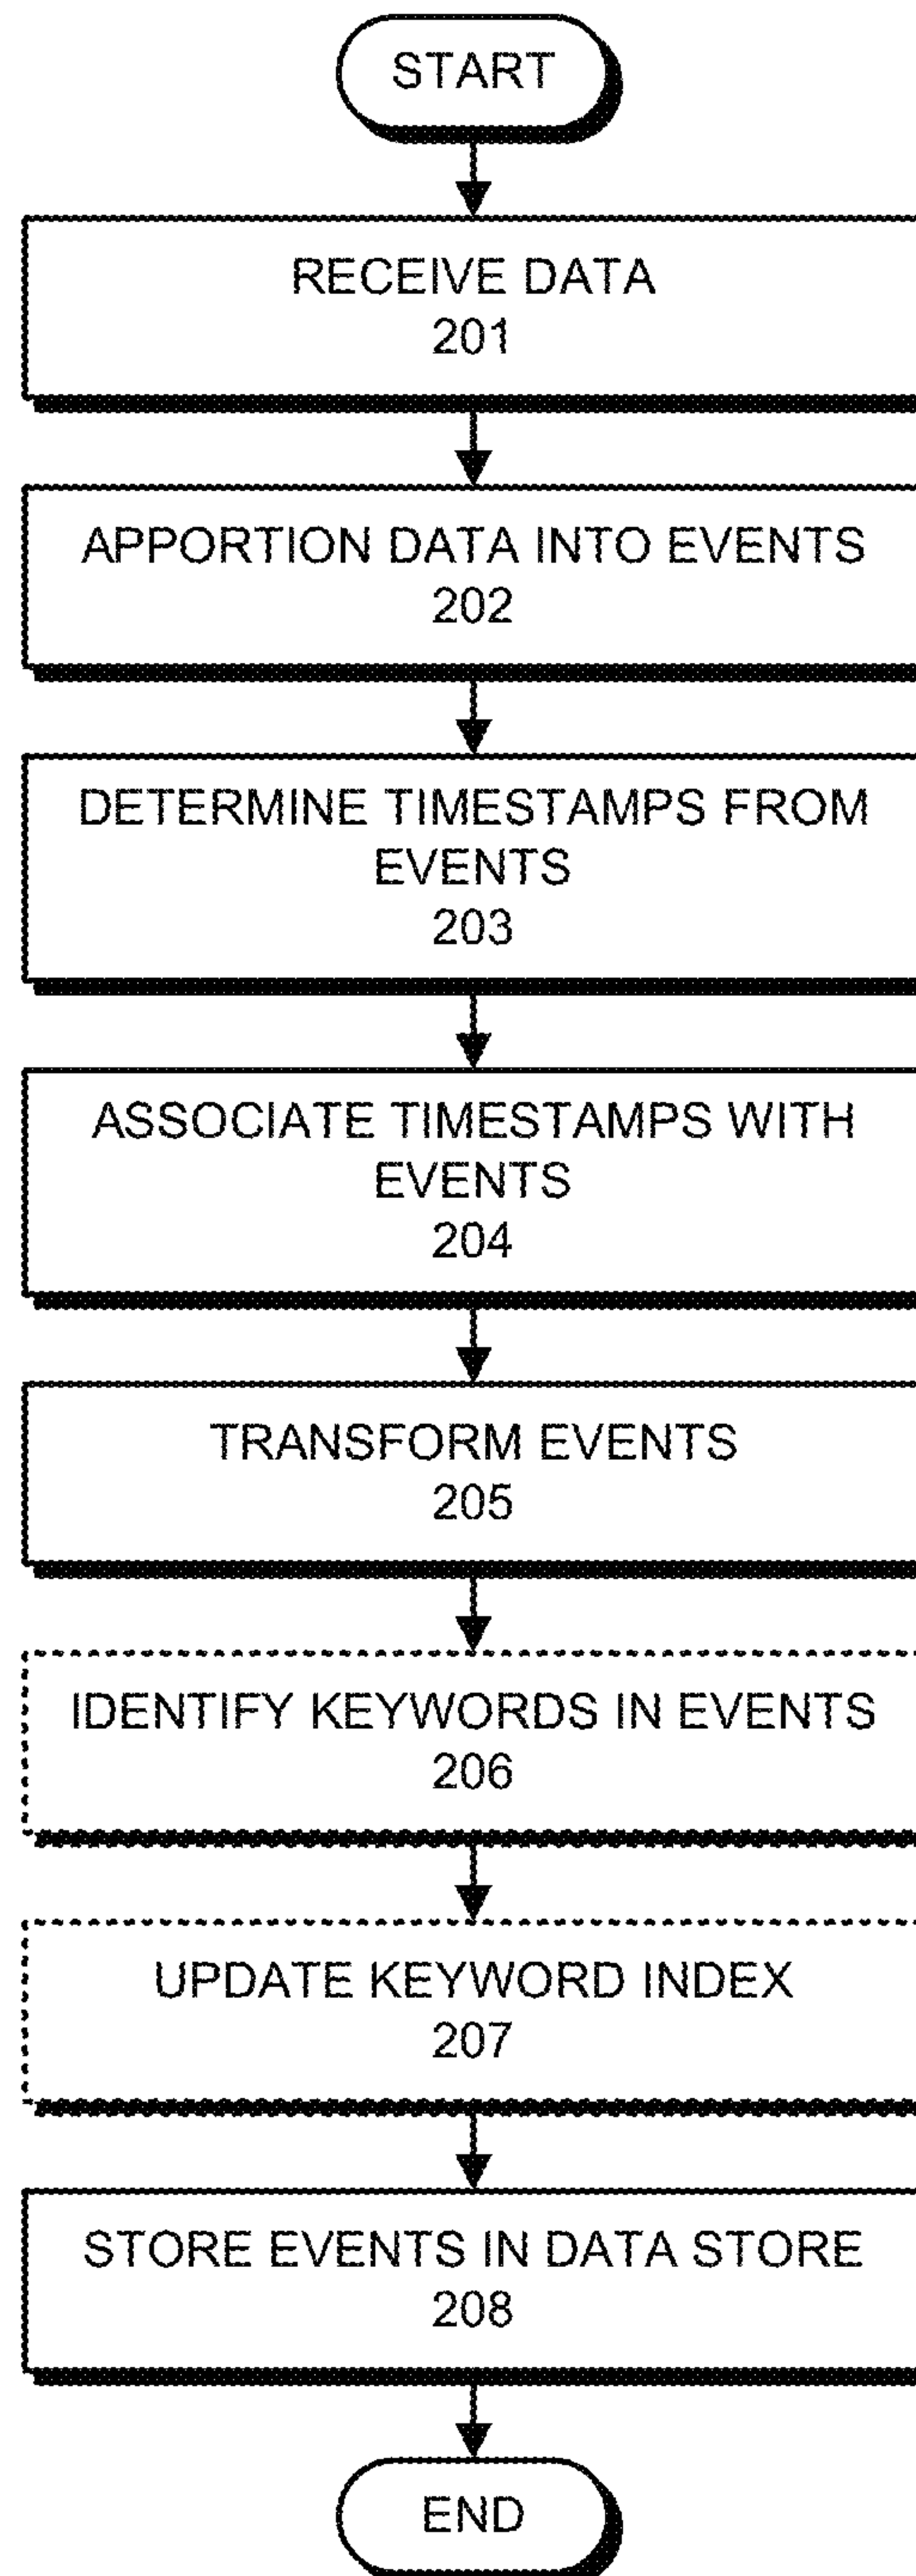 START
RECEIVE DATA
201
APPORTION DATA INTO EVENTS
202
DETERMINE TIMESTAMPS FROM
EVENTS
203
ASSOCIATE TIMESTAMPS WITH
EVENTS
204
TRANSFORM EVENTS
205
IDENTIFY KEYWORDS IN EVENTS
206
UPDATE KEYWORD INDEX
207
STORE EVENTS IN DATA STORE
208
END